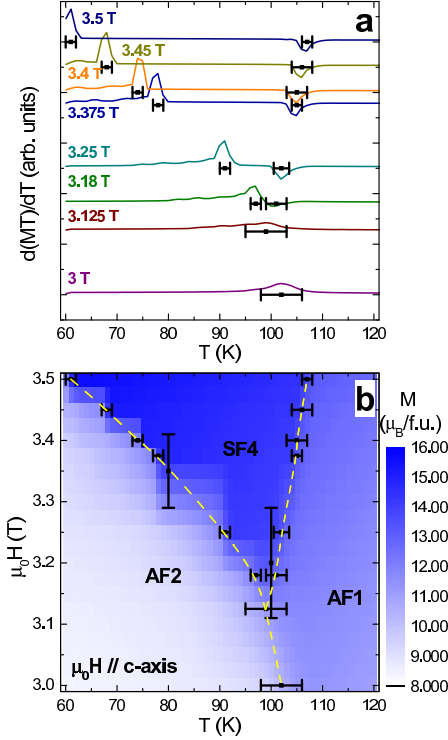 a
3.5 T
3.45 T
3.4 T
3.375 T
3.25 T
3.18 T
3.125 T
3 T
d(MT)/dT (arb. units)
60 70 80 90 100 110 120
T (K)
b
M
(μB/f.u.)
3.5
3.4
3.3
3.2
3.1
3.0
μ0H (T)
SF4
AF2
AF1
μ0H // c-axis
16.00
15.00
14.00
13.00
12.00
11.00
10.00
9.000
8.000
60 70 80 90 100 110 120
T (K)